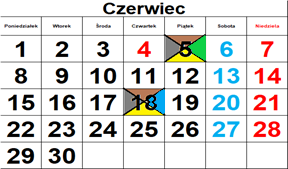 Czerwiec
Poniedziałek Wtorek Środa Czwartek Piątek Sobota Niedziela
1 2 3 4 5 6 7
8 9 10 11 12 13 14
15 16 17 18 19 20 21
22 23 24 25 26 27 28
29 30